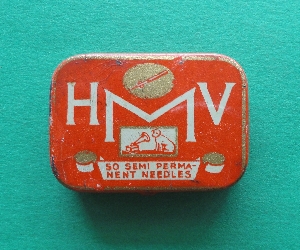 HMV
50 SEMI PERMA-
NENT NEEDLES